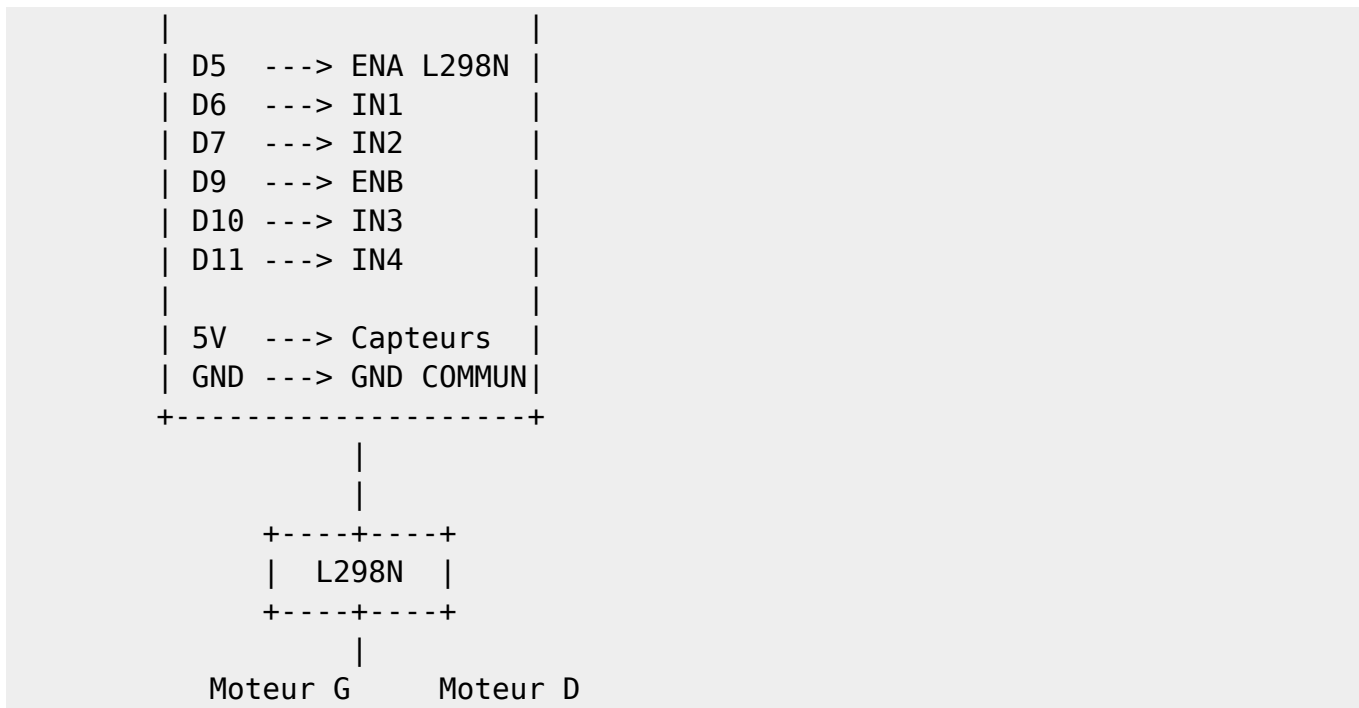 |                     |
| D5  ---> ENA L298N |
| D6  ---> IN1       |
| D7  ---> IN2       |
| D9  ---> ENB       |
| D10 ---> IN3       |
| D11 ---> IN4       |
|                    |
| 5V  ---> Capteurs  |
| GND ---> GND COMMUN|
+--------------------+
|
|
+----+----+
|  L298N  |
+----+----+
|
Moteur G     Moteur D